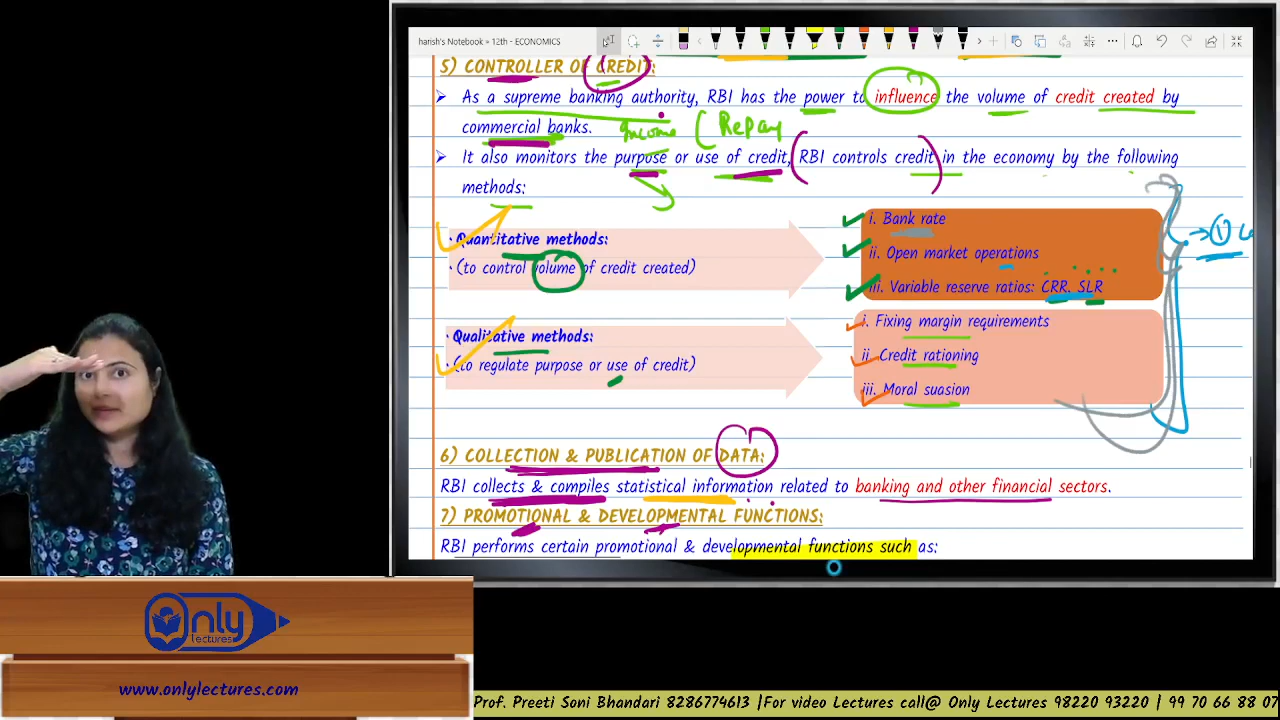 harish's Notebook » 12th - ECONOMICS
5) CONTROLLER OF CREDIT:
➤ As a supreme banking authority, RBI has the power to influence the volume of credit created by
commercial banks.
Income (Repay
➤ It also monitors the purpose or use of credit, RBI controls credit in the economy by the following
methods:
• Quantitative methods:
• (to control volume of credit created)
i. Bank rate
ii. Open market operations
iii. Variable reserve ratios: CRR. SLR
→ ①
• Qualitative methods:
• (to regulate purpose or use of credit)
i. Fixing margin requirements
ii. Credit rationing
iii. Moral suasion
6) COLLECTION & PUBLICATION OF DATA:
RBI collects & compiles statistical information related to banking and other financial sectors.
7) PROMOTIONAL & DEVELOPMENTAL FUNCTIONS:
RBI performs certain promotional & developmental functions such as:
Only
lectures
www.onlylectures.com
Prof. Preeti Soni Bhandari 8286774613 |For video Lectures call@ Only Lectures 98220 93220 | 99 70 66 88 07